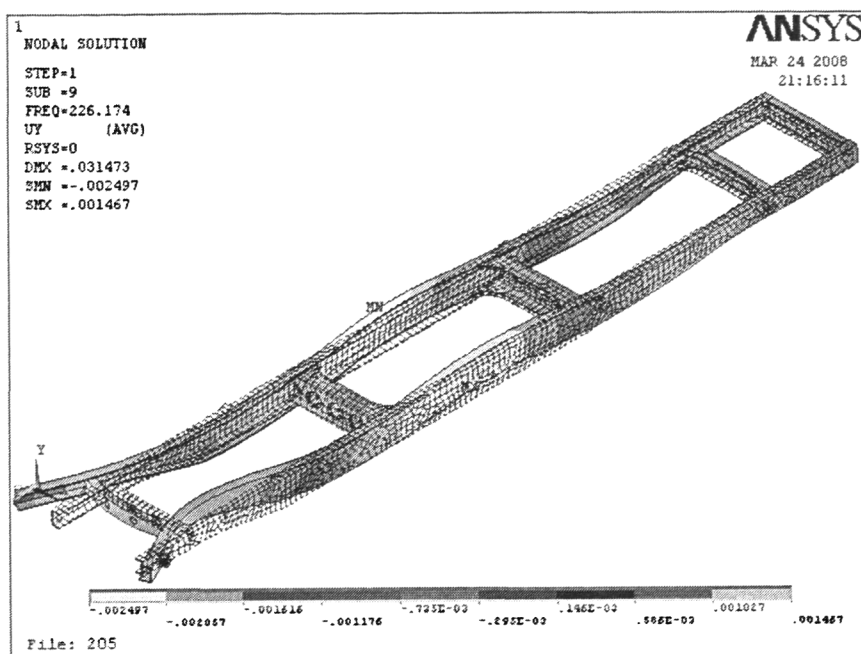 1
NODAL SOLUTION
ANSYS
MAR 24 2008
21:16:11
STEP=1
SUB =9
FREQ=226.174
UY (AVG)
RSYS=0
DMX =.031473
SMN =-.002497
SMX =.001467
MN
Y
-.002497
-.002057
-.001616
-.001176
-.735E-03
-.295E-03
.146E-03
.586E-03
.001027
.001467
File: 205